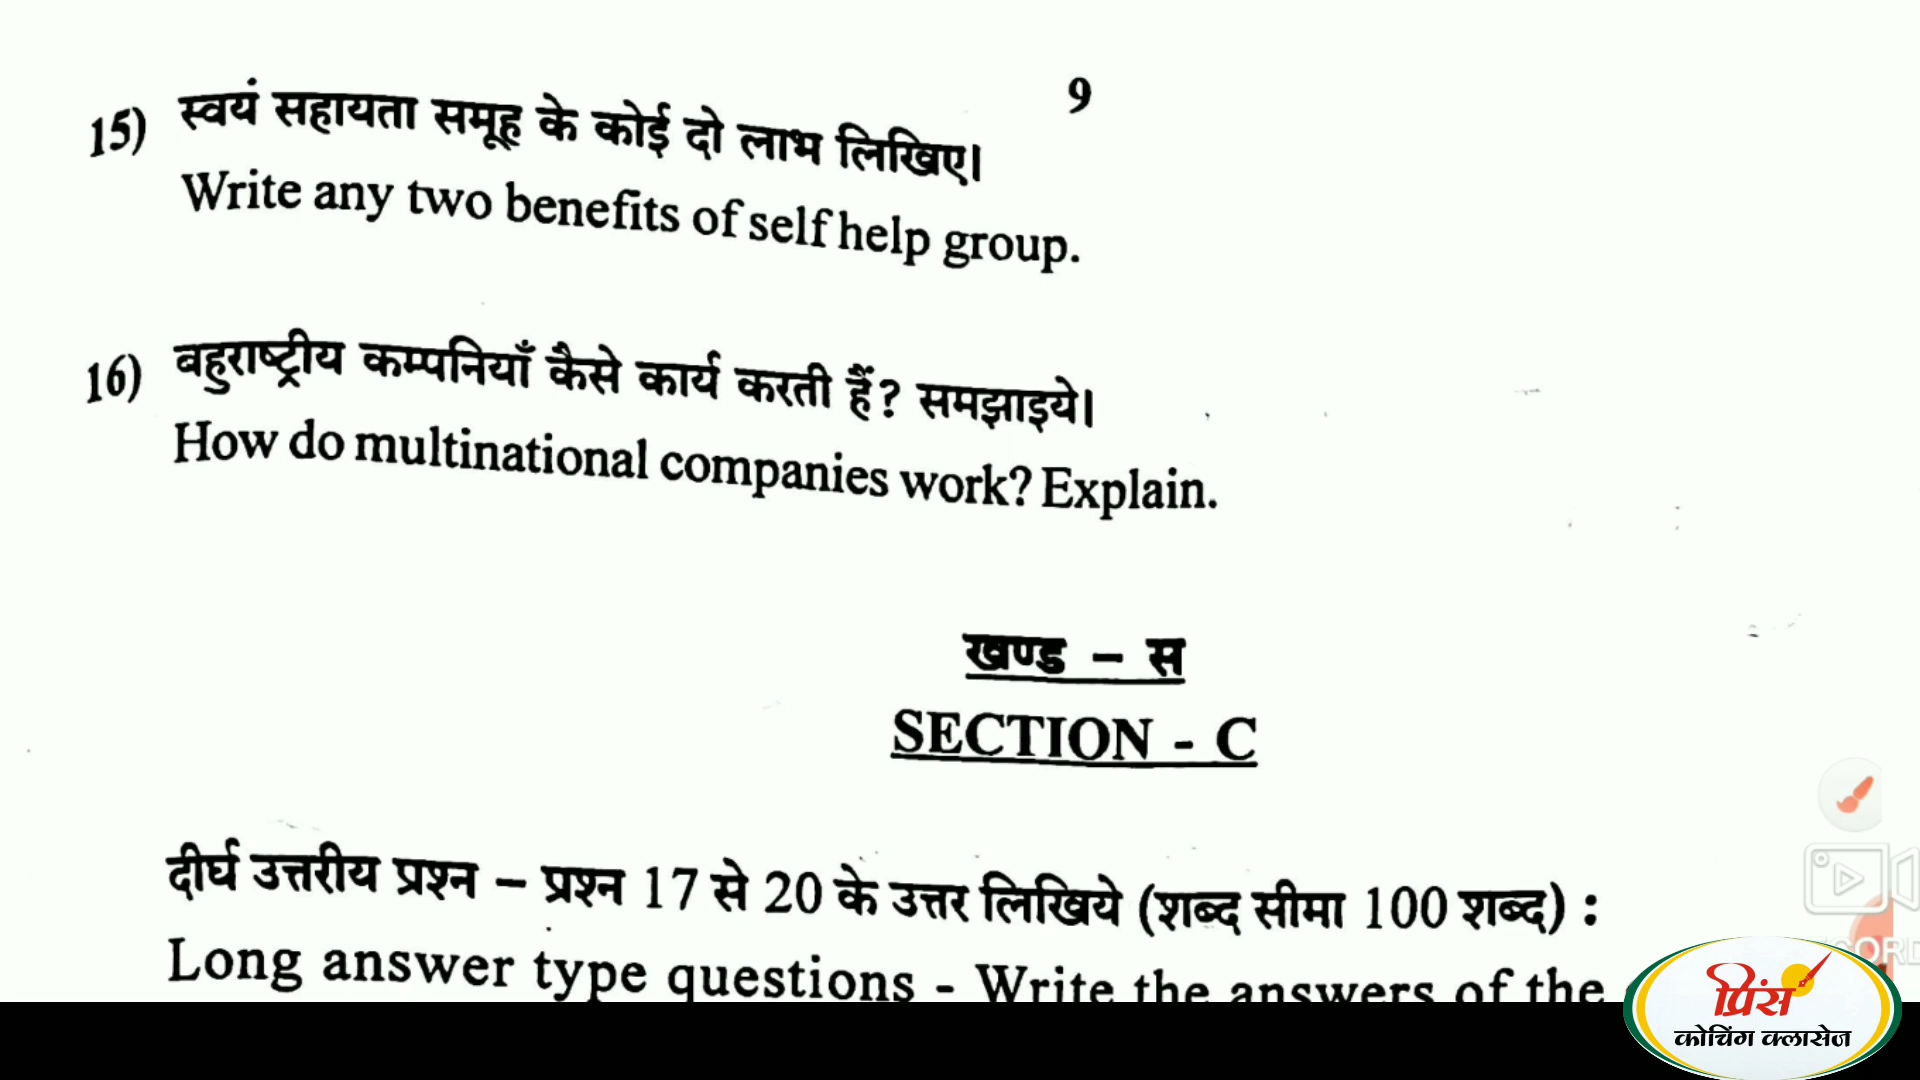 9
15) स्वयं सहायता समूह के कोई दो लाभ लिखिए।
Write any two benefits of self help group.
16) बहुराष्ट्रीय कम्पनियाँ कैसे कार्य करती हैं? समझाइये।
How do multinational companies work? Explain.
खण्ड – स
SECTION - C
दीर्घ उत्तरीय प्रश्न – प्रश्न 17 से 20 के उत्तर लिखिये (शब्द सीमा 100 शब्द) :
Long answer type questions - Write the answers of the
प्रिंस
कोचिंग क्लासेज